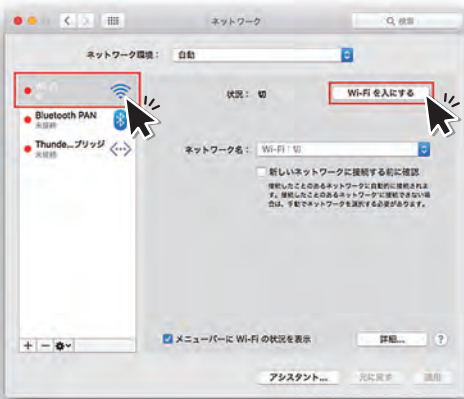 ネットワーク
検索
ネットワーク環境： 自動
Wi-Fi
切
状況： 切
Wi-Fi を入にする
Bluetooth PAN
未接続
Thunde...ブリッジ
未接続
ネットワーク名： Wi-Fi：切
新しいネットワークに接続する前に確認
接続したことのあるネットワークに自動的に接続されま
す。接続したことのあるネットワークに接続できない場
合は、手動でネットワークを選択する必要があります。
メニューバーに Wi-Fi の状況を表示
詳細...
?
アシスタント...
元に戻す
適用